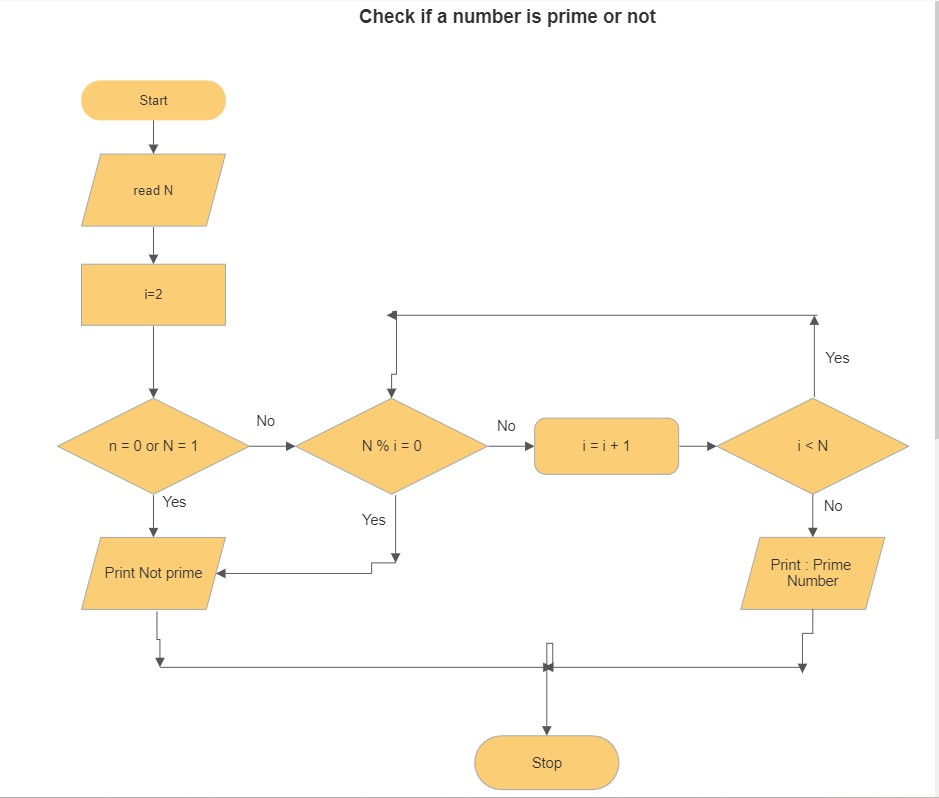 Check if a number is prime or not
Start
read N
i=2
n = 0 or N = 1
No
N % i = 0
No
i = i + 1
i < N
Yes
Yes
Yes
No
Print Not prime
Print : Prime
Number
Stop